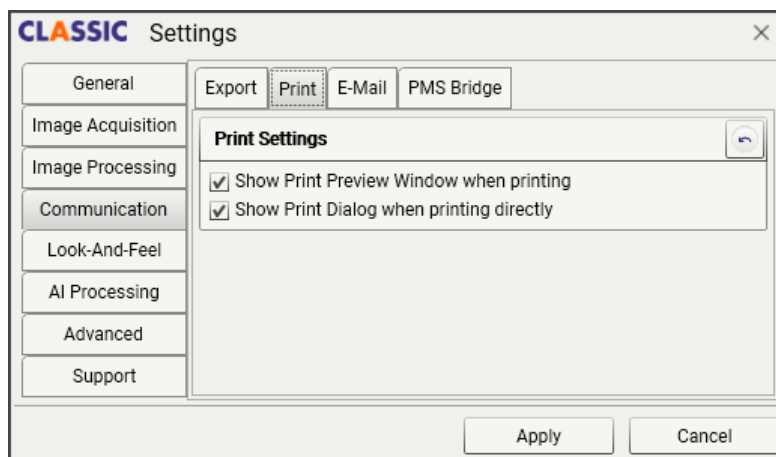 CLASSIC Settings
General
Image Acquisition
Image Processing
Communication
Look-And-Feel
AI Processing
Advanced
Support
Export Print E-Mail PMS Bridge
Print Settings
Show Print Preview Window when printing
Show Print Dialog when printing directly
Apply Cancel